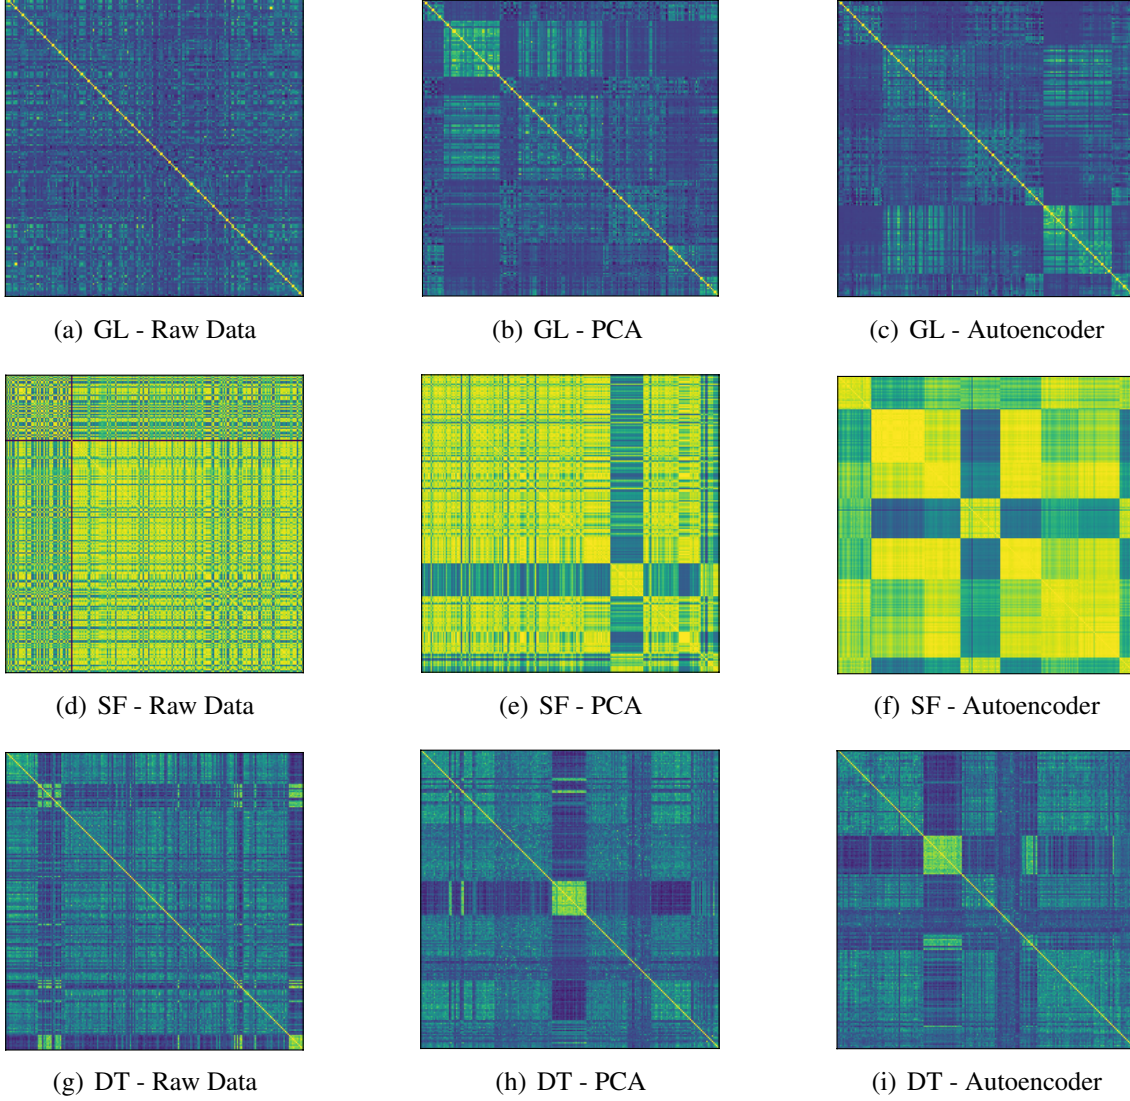 (a) GL - Raw Data
(b) GL - PCA
(c) GL - Autoencoder
(d) SF - Raw Data
(e) SF - PCA
(f) SF - Autoencoder
(g) DT - Raw Data
(h) DT - PCA
(i) DT - Autoencoder